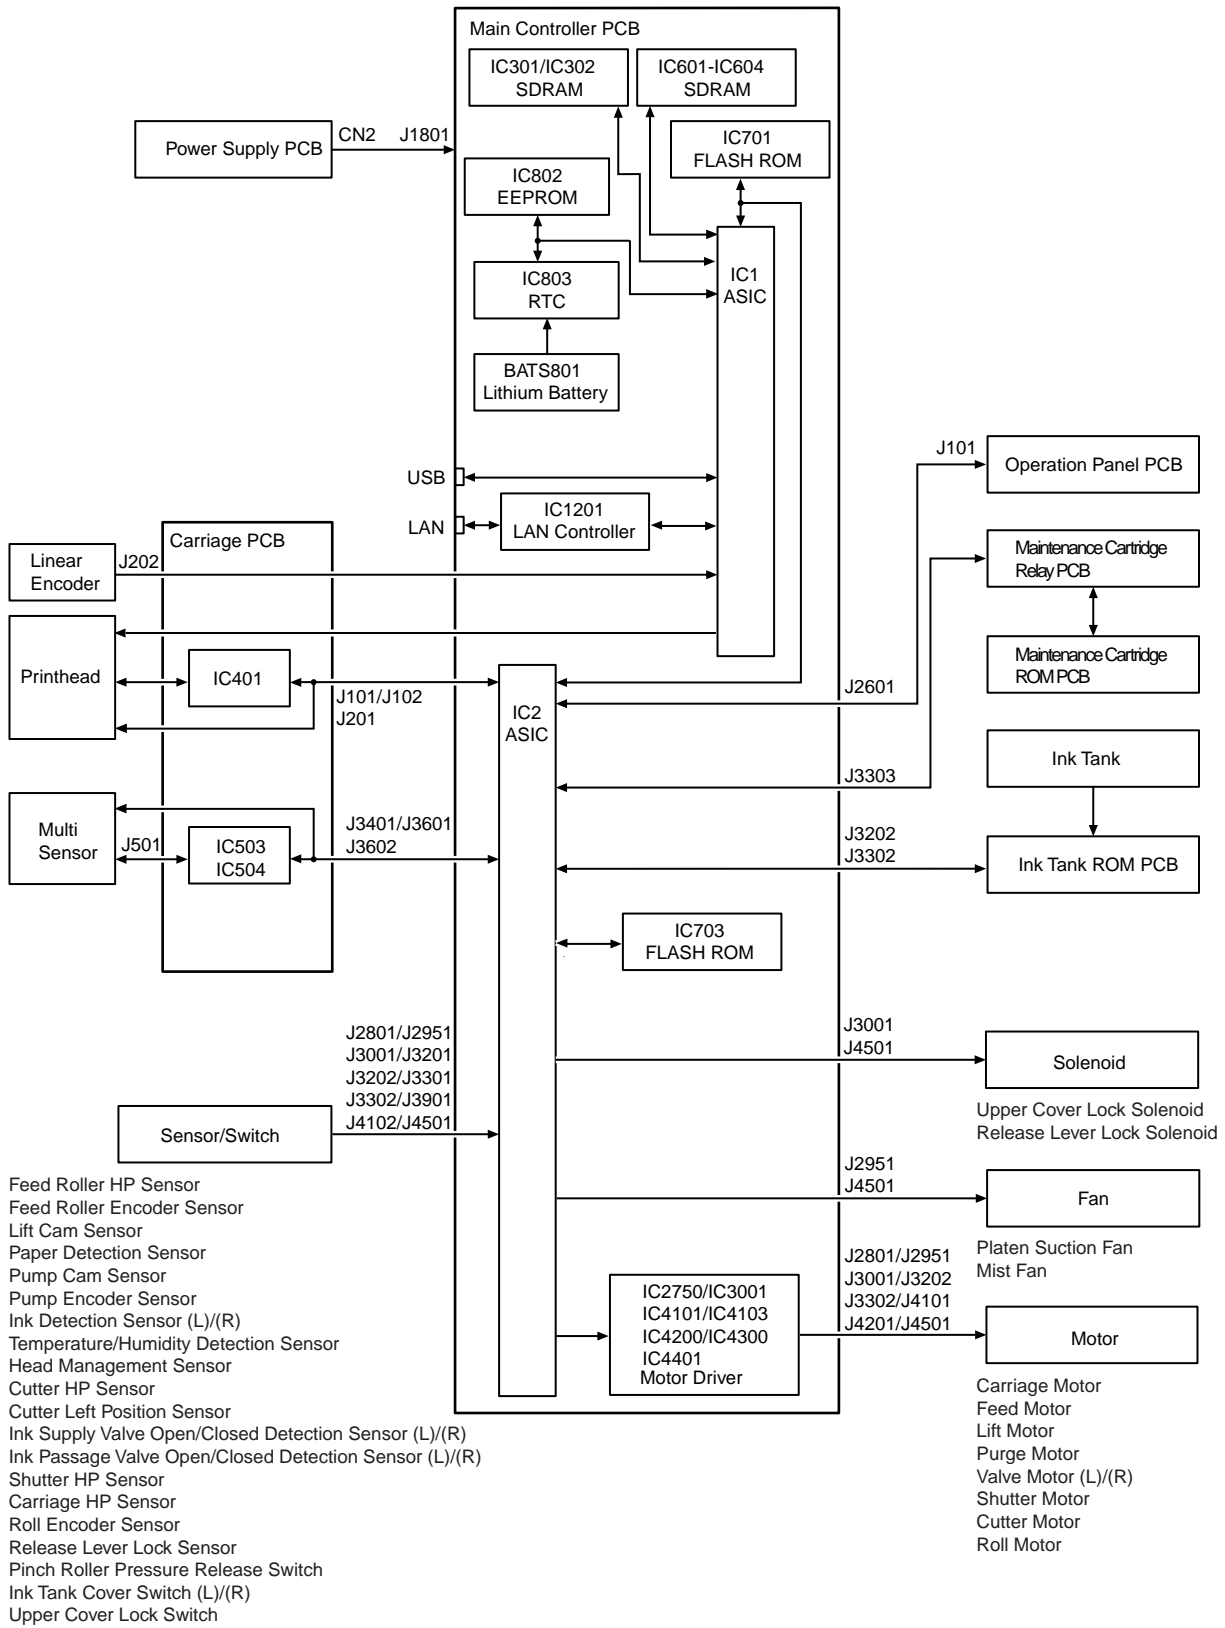 Main Controller PCB
IC301/IC302
SDRAM
IC601-IC604
SDRAM
Power Supply PCB
CN2
J1801
IC701
FLASH ROM
IC802
EEPROM
IC803
RTC
IC1
ASIC
BATS801
Lithium Battery
USB
LAN
IC1201
LAN Controller
J101
Operation Panel PCB
Carriage PCB
Linear
Encoder
J202
Maintenance Cartridge
Relay PCB
Printhead
IC401
J101/J102
J201
IC2
ASIC
J2601
Maintenance Cartridge
ROM PCB
Ink Tank
J3303
Multi
Sensor
J501
IC503
IC504
J3401/J3601
J3602
J3202
J3302
Ink Tank ROM PCB
IC703
FLASH ROM
J2801/J2951
J3001/J3201
J3202/J3301
J3302/J3901
J4102/J4501
Sensor/Switch
J3001
J4501
Solenoid
Upper Cover Lock Solenoid
Release Lever Lock Solenoid
J2951
J4501
Fan
Platen Suction Fan
Mist Fan
IC2750/IC3001
IC4101/IC4103
IC4200/IC4300
IC4401
Motor Driver
J2801/J2951
J3001/J3202
J3302/J4101
J4201/J4501
Motor
Carriage Motor
Feed Motor
Lift Motor
Purge Motor
Valve Motor (L)/(R)
Shutter Motor
Cutter Motor
Roll Motor
Feed Roller HP Sensor
Feed Roller Encoder Sensor
Lift Cam Sensor
Paper Detection Sensor
Pump Cam Sensor
Pump Encoder Sensor
Ink Detection Sensor (L)/(R)
Temperature/Humidity Detection Sensor
Head Management Sensor
Cutter HP Sensor
Cutter Left Position Sensor
Ink Supply Valve Open/Closed Detection Sensor (L)/(R)
Ink Passage Valve Open/Closed Detection Sensor (L)/(R)
Shutter HP Sensor
Carriage HP Sensor
Roll Encoder Sensor
Release Lever Lock Sensor
Pinch Roller Pressure Release Switch
Ink Tank Cover Switch (L)/(R)
Upper Cover Lock Switch